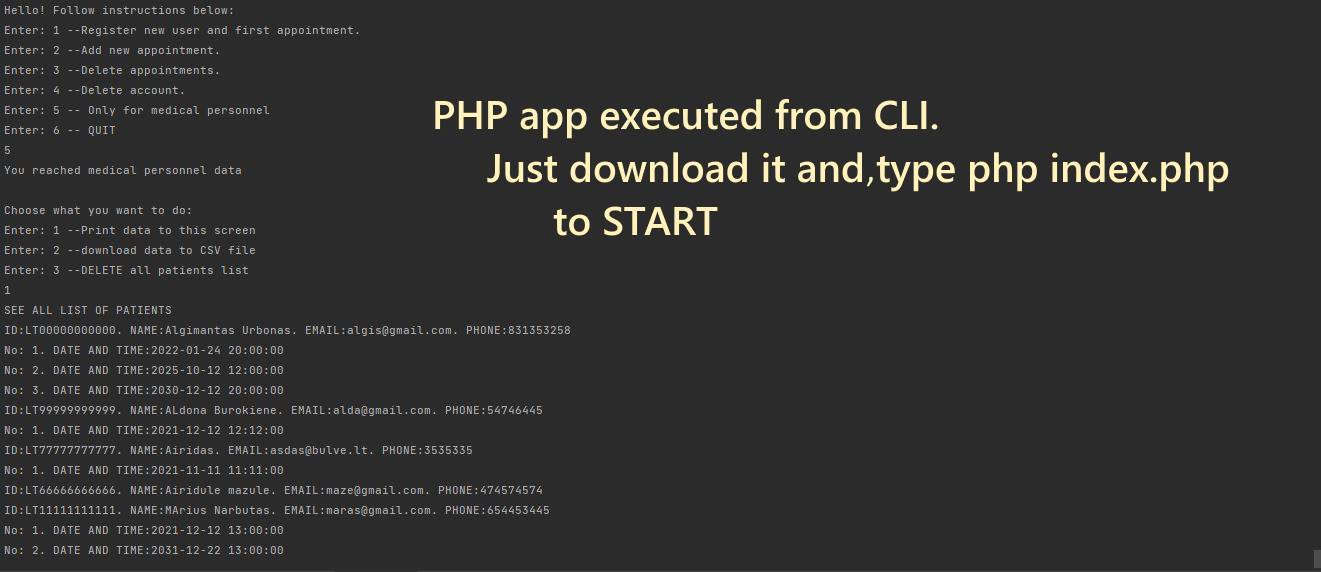 Hello! Follow instructions below:
Enter: 1 --Register new user and first appointment.
Enter: 2 --Add new appointment.
Enter: 3 --Delete appointments.
Enter: 4 --Delete account.
Enter: 5 -- Only for medical personnel
Enter: 6 -- QUIT
5
You reached medical personnel data
PHP app executed from CLI.
Just download it and,type php index.php
to START
Choose what you want to do:
Enter: 1 --Print data to this screen
Enter: 2 --download data to CSV file
Enter: 3 --DELETE all patients list
1
SEE ALL LIST OF PATIENTS
ID:LT00000000000. NAME:Algimantas Urbonas. EMAIL:algis@gmail.com. PHONE:831353258
No: 1. DATE AND TIME:2022-01-24 20:00:00
No: 2. DATE AND TIME:2025-10-12 12:00:00
No: 3. DATE AND TIME:2030-12-12 20:00:00
ID:LT99999999999. NAME:ALdona Burokiene. EMAIL:alda@gmail.com. PHONE:54746445
No: 1. DATE AND TIME:2021-12-12 12:12:00
ID:LT77777777777. NAME:Airidas. EMAIL:asdas@bulve.lt. PHONE:3535335
No: 1. DATE AND TIME:2021-11-11 11:11:00
ID:LT66666666666. NAME:Airidule mazule. EMAIL:maze@gmail.com. PHONE:474574574
ID:LT11111111111. NAME:MArius Narbutas. EMAIL:maras@gmail.com. PHONE:654453445
No: 1. DATE AND TIME:2021-12-12 13:00:00
No: 2. DATE AND TIME:2031-12-22 13:00:00